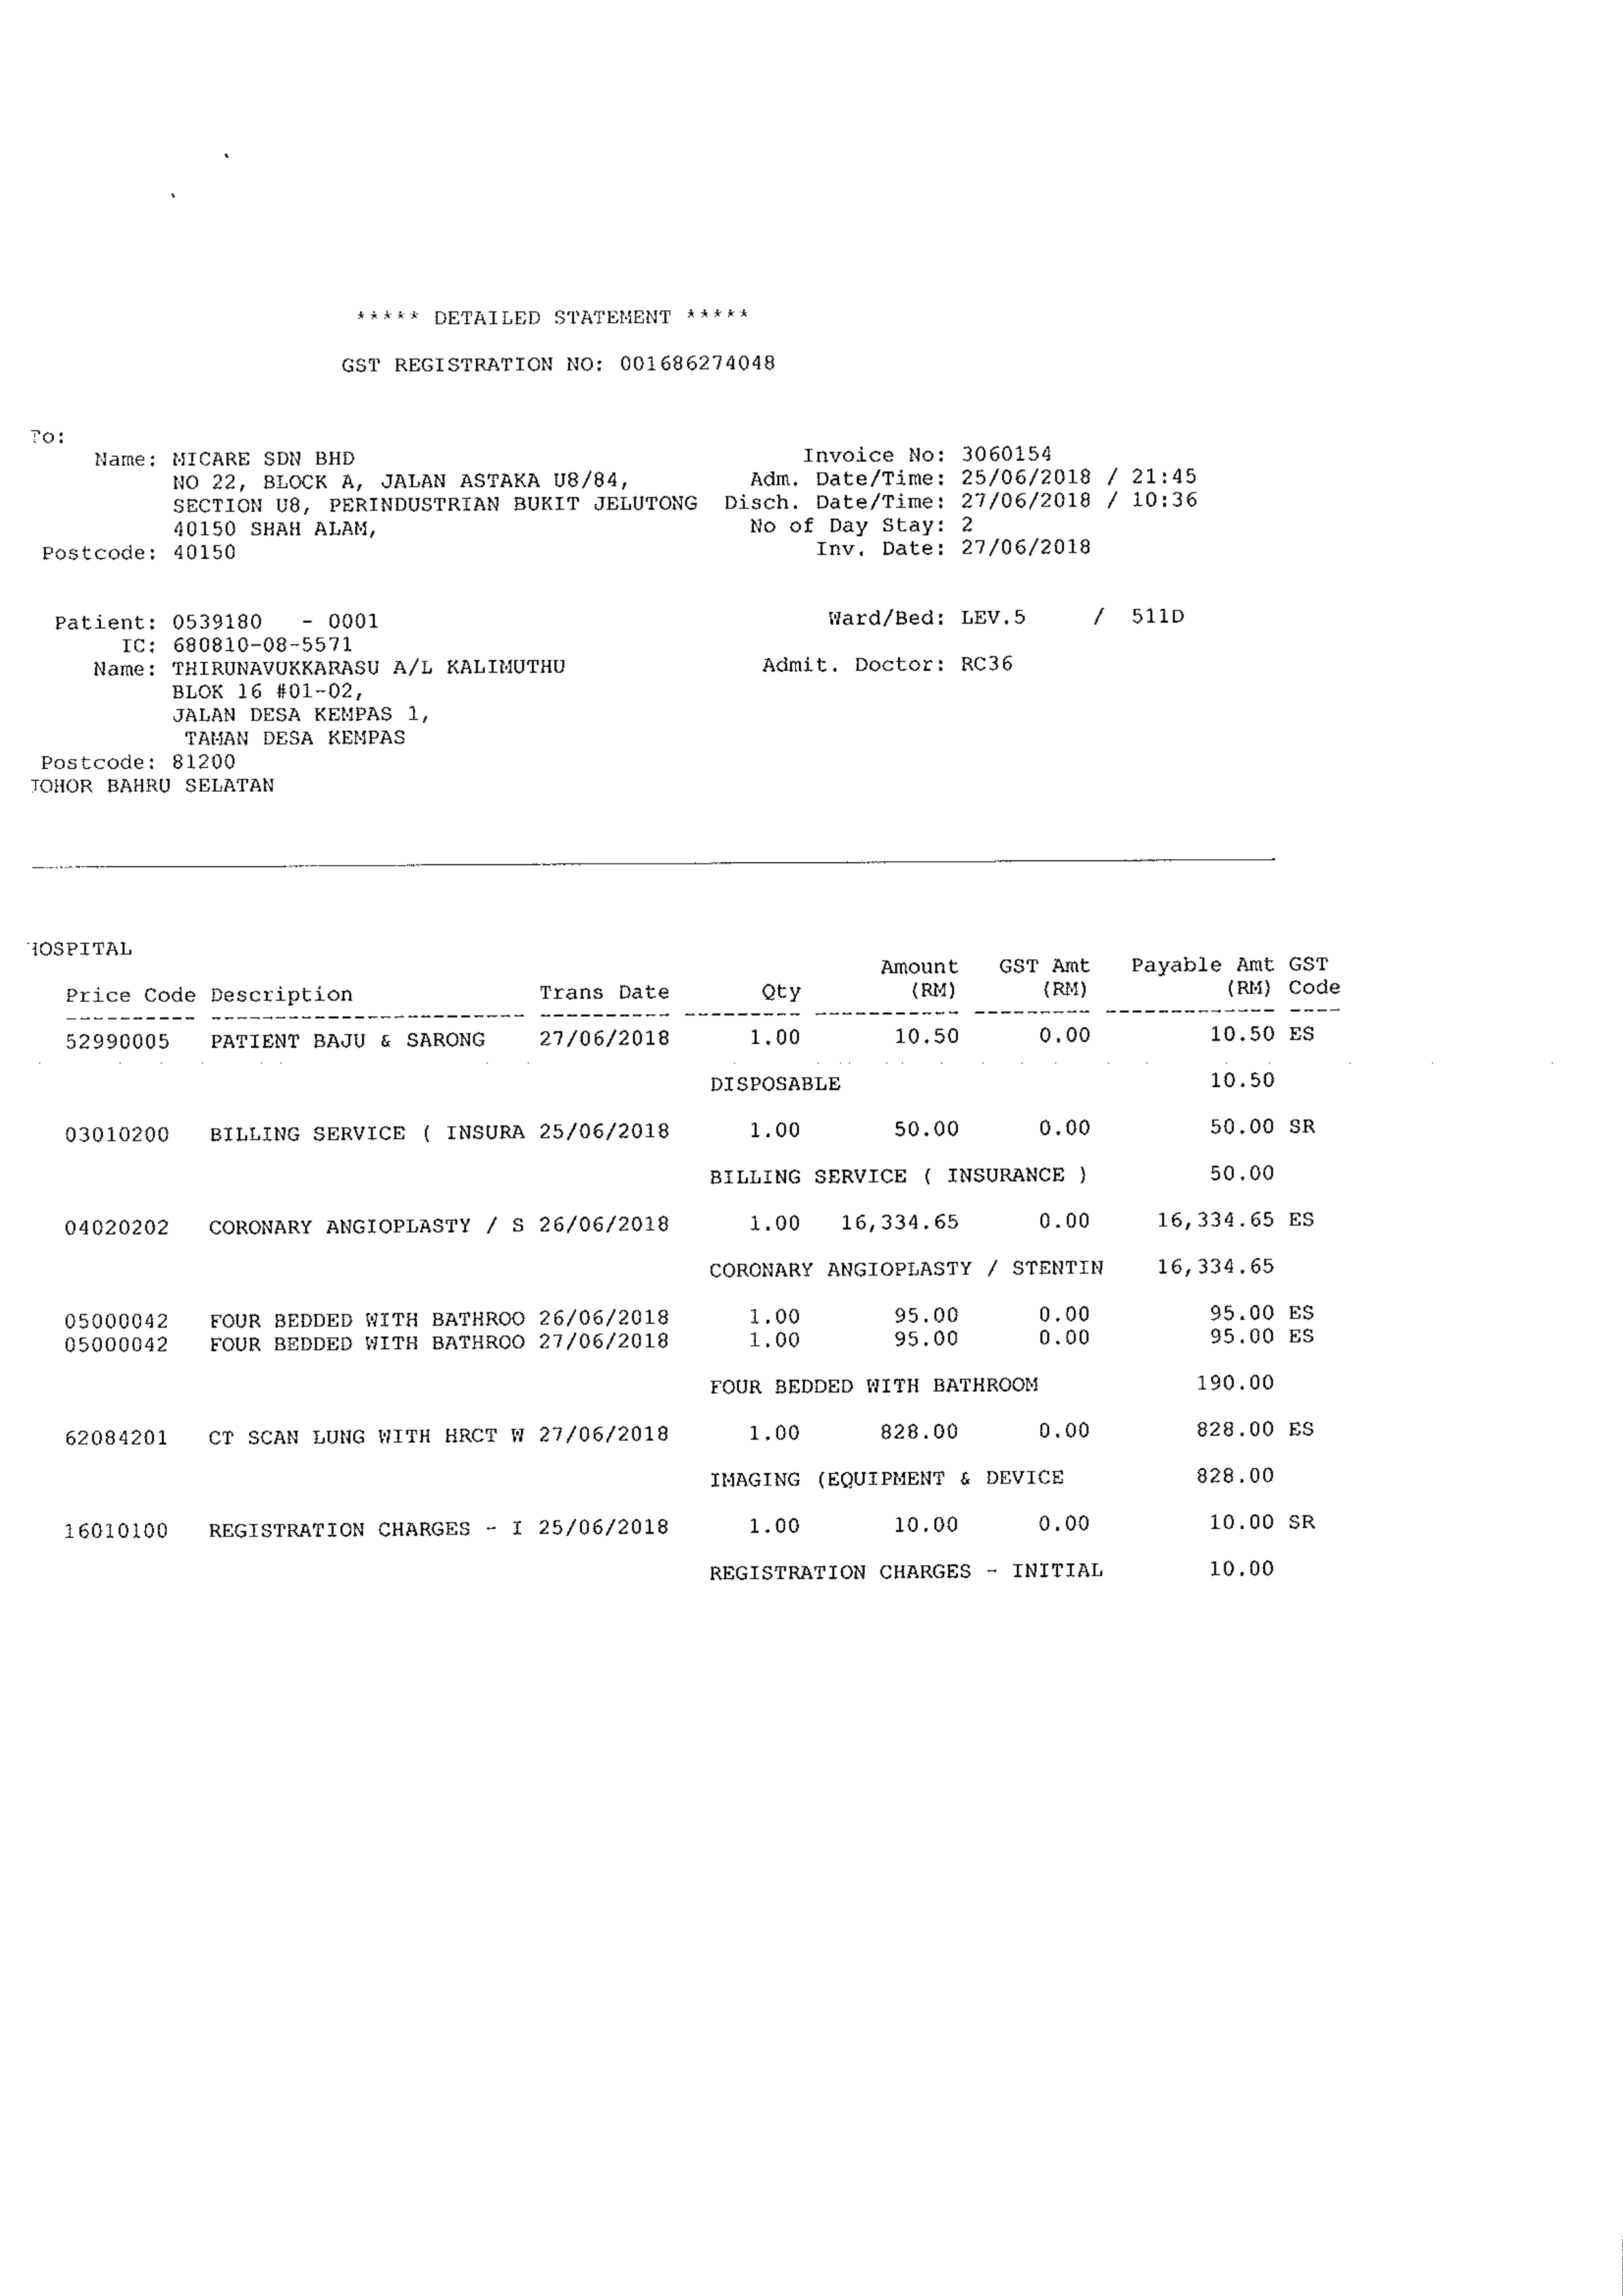 ***** DETAILED STATEMENT *****
GST REGISTRATION NO: 001686274048
To:
Name: MICARE SDN BHD
NO 22, BLOCK A, JALAN ASTAKA U8/84,
SECTION U8, PERINDUSTRIAN BUKIT JELUTONG
40150 SHAH ALAM,
Postcode: 40150
Invoice No: 3060154
Adm. Date/Time: 25/06/2018 / 21:45
Disch. Date/Time: 27/06/2018 / 10:36
No of Day Stay: 2
Inv. Date: 27/06/2018
Patient: 0539180 - 0001
IC: 680810-08-5571
Name: THIRUNAVUKKARASU A/L KALIMUTHU
BLOK 16 #01-02,
JALAN DESA KEMPAS 1,
TAMAN DESA KEMPAS
Postcode: 81200
JOHOR BAHRU SELATAN
Ward/Bed: LEV.5 / 511D
Admit. Doctor: RC36
HOSPITAL
Amount GST Amt Payable Amt GST
Price Code Description Trans Date Qty (RM) (RM) (RM) Code
52990005 PATIENT BAJU & SARONG 27/06/2018 1.00 10.50 0.00 10.50 ES
DISPOSABLE 10.50
03010200 BILLING SERVICE ( INSURA 25/06/2018 1.00 50.00 0.00 50.00 SR
BILLING SERVICE ( INSURANCE ) 50.00
04020202 CORONARY ANGIOPLASTY / S 26/06/2018 1.00 16,334.65 0.00 16,334.65 ES
CORONARY ANGIOPLASTY / STENTIN 16,334.65
05000042 FOUR BEDDED WITH BATHROO 26/06/2018 1.00 95.00 0.00 95.00 ES
05000042 FOUR BEDDED WITH BATHROO 27/06/2018 1.00 95.00 0.00 95.00 ES
FOUR BEDDED WITH BATHROOM 190.00
62084201 CT SCAN LUNG WITH HRCT W 27/06/2018 1.00 828.00 0.00 828.00 ES
IMAGING (EQUIPMENT & DEVICE 828.00
16010100 REGISTRATION CHARGES - I 25/06/2018 1.00 10.00 0.00 10.00 SR
REGISTRATION CHARGES - INITIAL 10.00